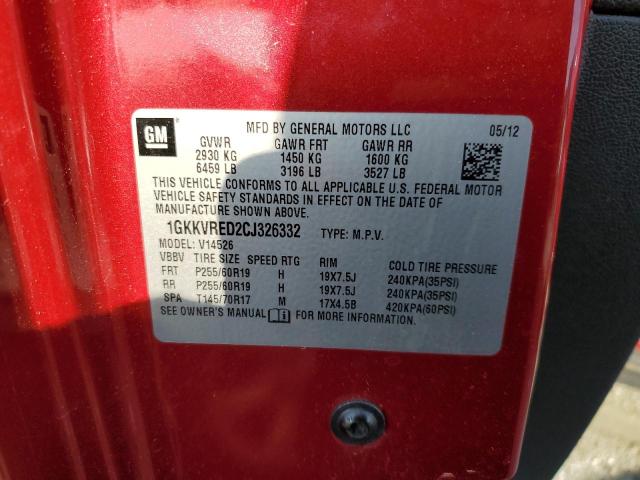 GM
MFD BY GENERAL MOTORS LLC 05/12
GVWR GAWR FRT GAWR RR
2930 KG 1450 KG 1600 KG
6459 LB 3196 LB 3527 LB
THIS VEHICLE CONFORMS TO ALL APPLICABLE U.S. FEDERAL MOTOR
VEHICLE SAFETY STANDARDS IN EFFECT ON THE DATE OF
MANUFACTURE SHOWN ABOVE.
1GKKVRED2CJ326332 TYPE: M.P.V.
MODEL: V14526
VBBV TIRE SIZE SPEED RTG RIM COLD TIRE PRESSURE
FRT P255/60R19 H 19X7.5J 240KPA(35PSI)
RR P255/60R19 H 19X7.5J 240KPA(35PSI)
SPA T145/70R17 M 17X4.5B 420KPA(60PSI)
SEE OWNER'S MANUAL FOR MORE INFORMATION.